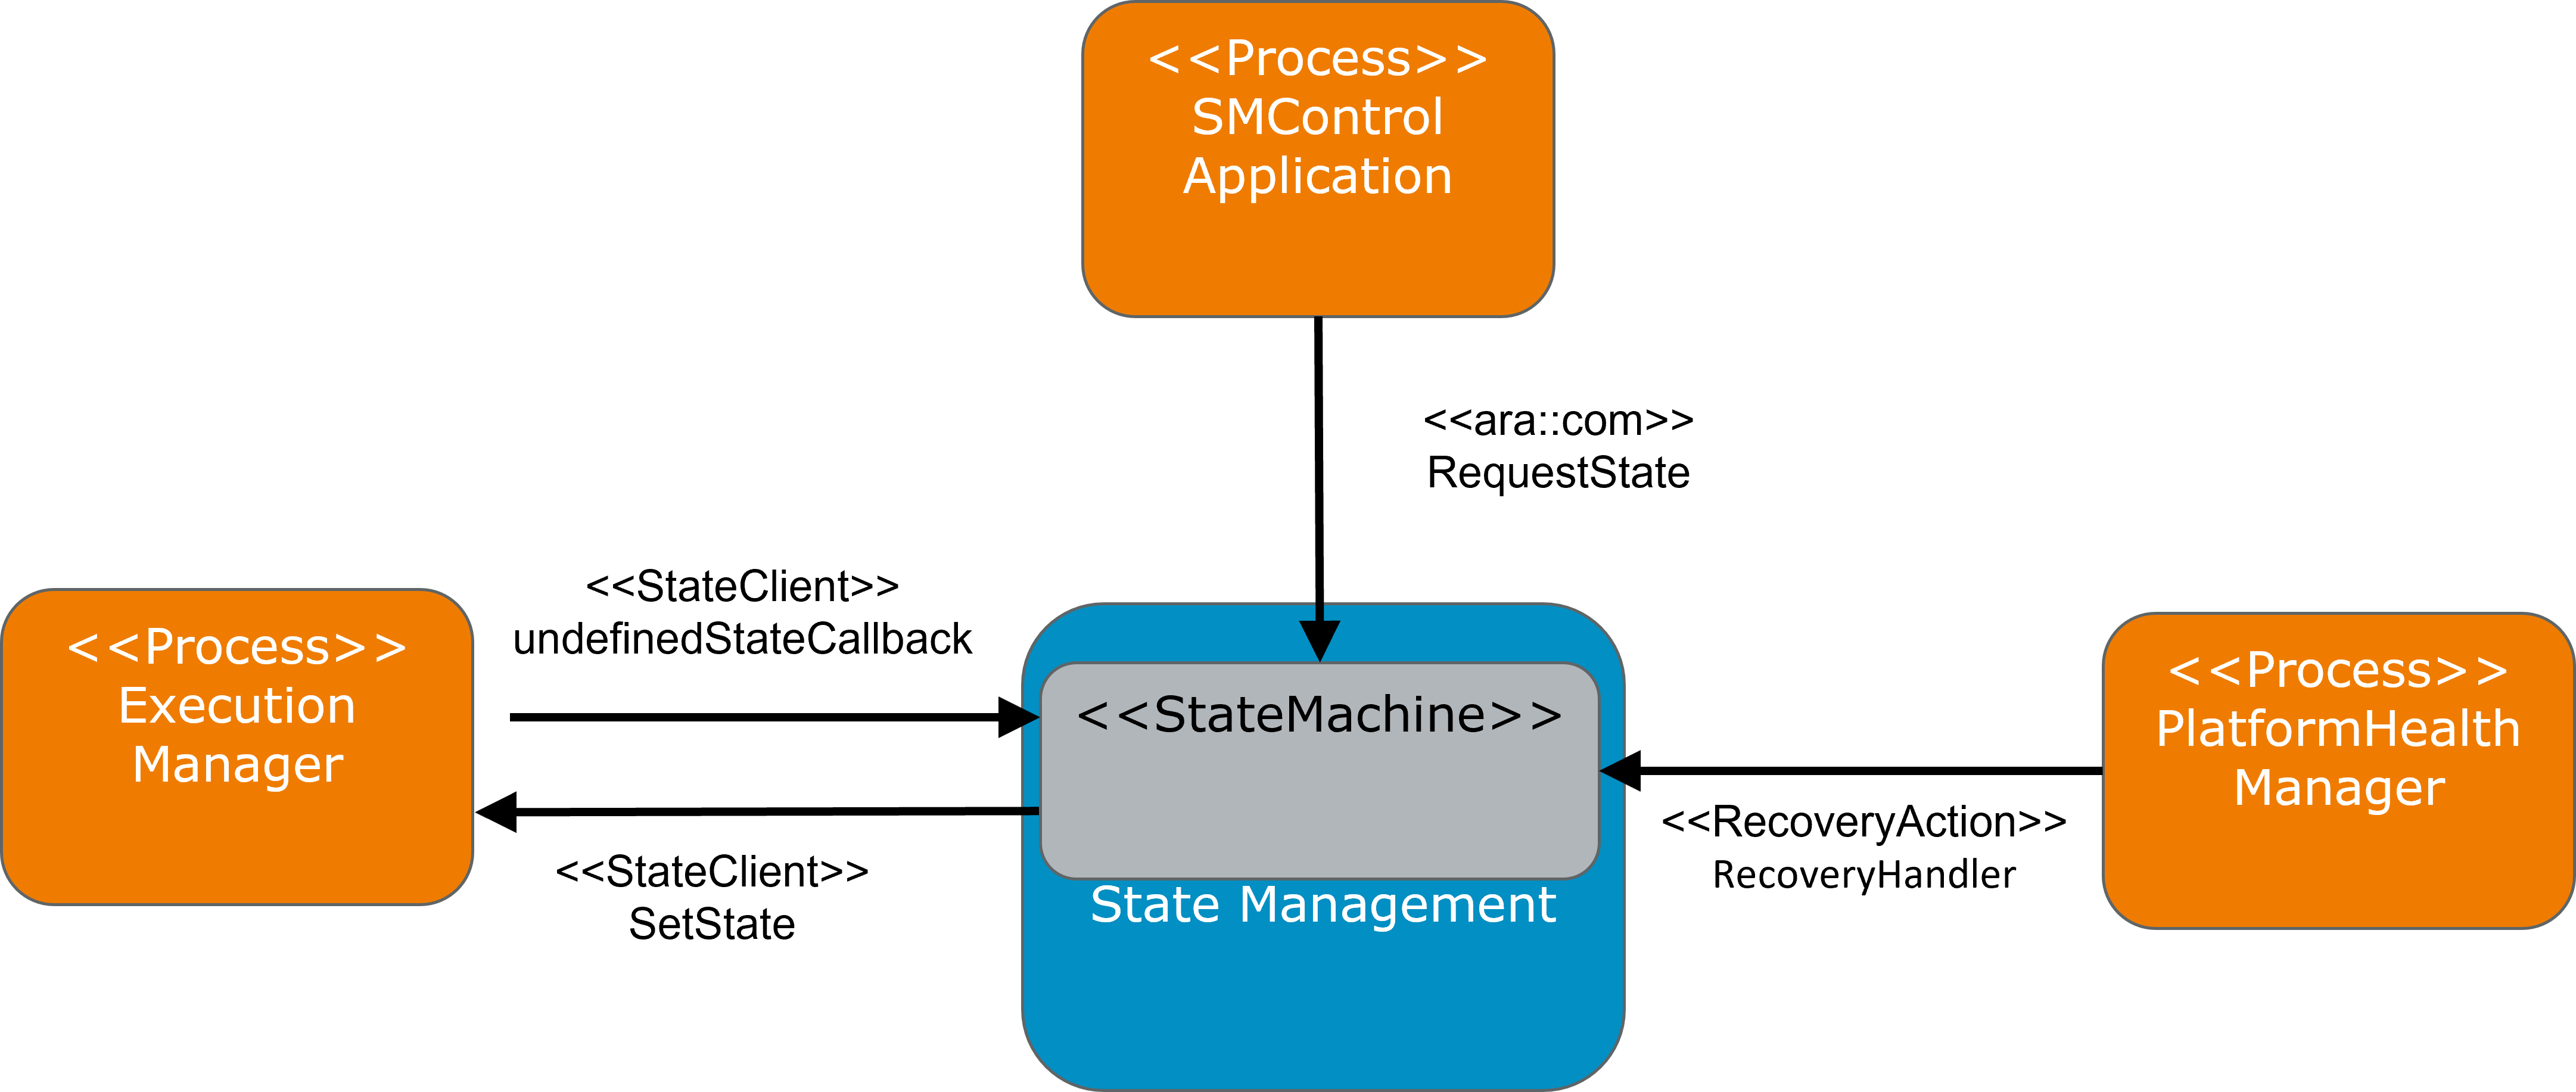 <<Process>>
SMControl
Application
<<ara::com>>
RequestState
<<StateClient>>
undefinedStateCallback
<<Process>>
Execution
Manager
<<StateClient>>
SetState
<<StateMachine>>
State Management
<<Process>>
PlatformHealth
Manager
<<RecoveryAction>>
RecoveryHandler